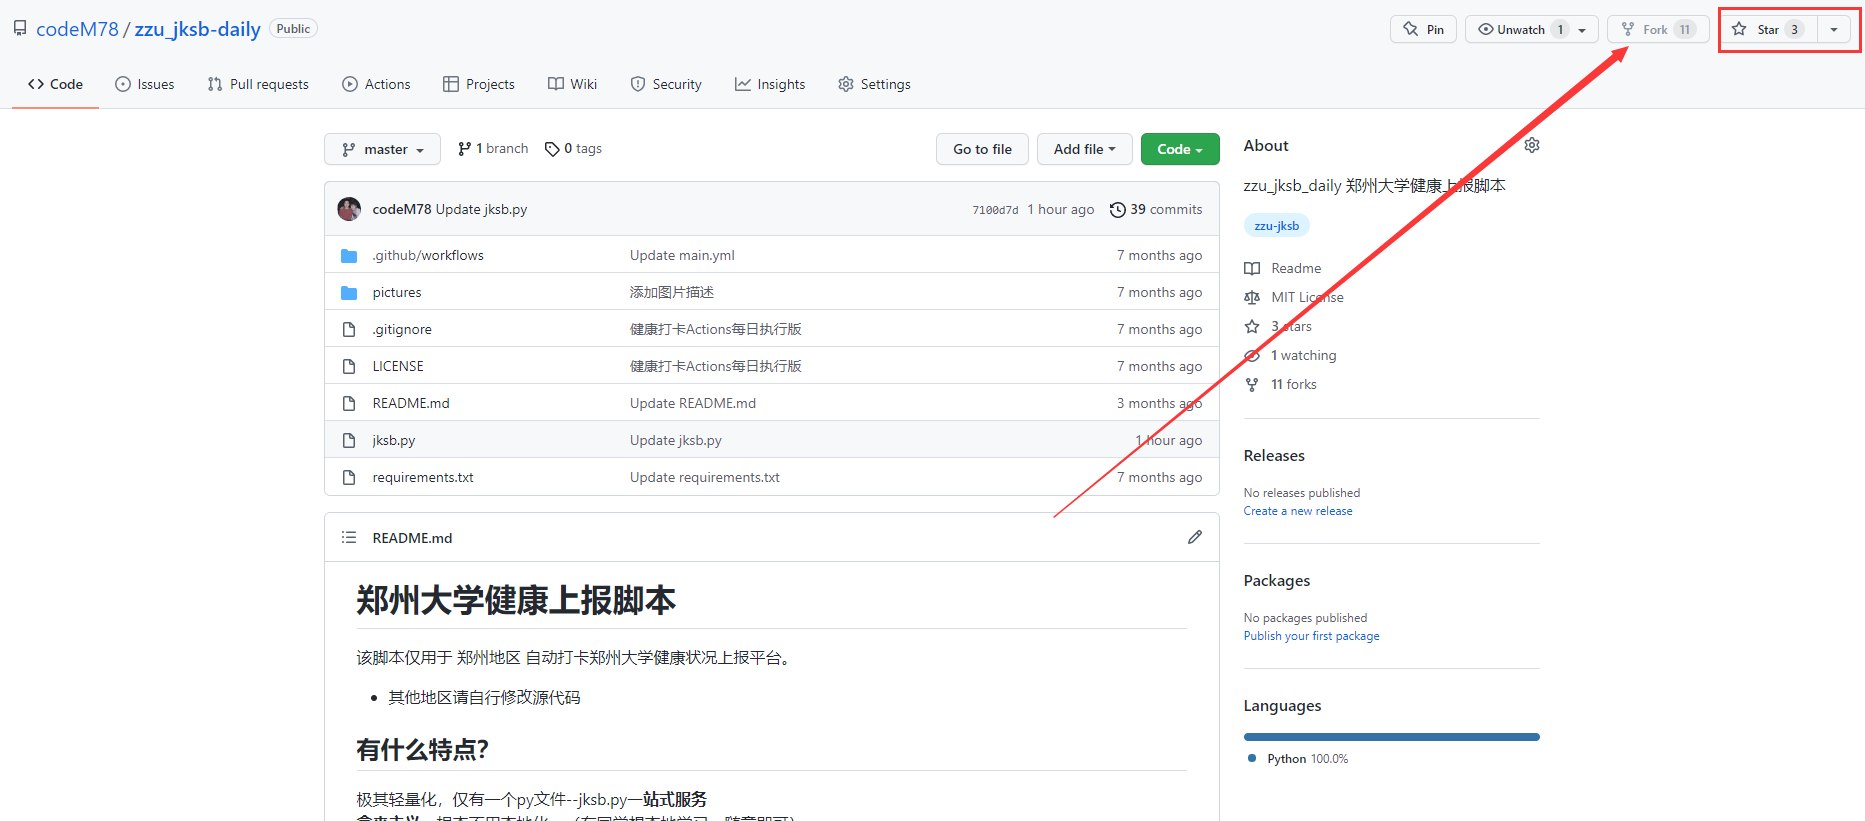 codeM78 / zzu_jksb-daily Public
Pin Unwatch 1 Fork 11 Star 3
Code Issues Pull requests Actions Projects Wiki Security Insights Settings
master 1 branch 0 tags
Go to file Add file Code
codeM78 Update jksb.py 7100d7d 1 hour ago 39 commits
.github/workflows Update main.yml 7 months ago
pictures 添加图片描述 7 months ago
.gitignore 健康打卡Actions每日执行版 7 months ago
LICENSE 健康打卡Actions每日执行版 7 months ago
README.md Update README.md 3 months ago
jksb.py Update jksb.py 1 hour ago
requirements.txt Update requirements.txt 7 months ago
README.md
郑州大学健康上报脚本
该脚本仅用于 郑州地区 自动打卡郑州大学健康状况上报平台。
• 其他地区请自行修改源代码
有什么特点?
极其轻量化，仅有一个py文件--jksb.py一站式服务
About
zzu_jksb_daily 郑州大学健康上报脚本
zzu-jksb
Readme
MIT License
3 stars
1 watching
11 forks
Releases
No releases published
Create a new release
Packages
No packages published
Publish your first package
Languages
Python 100.0%